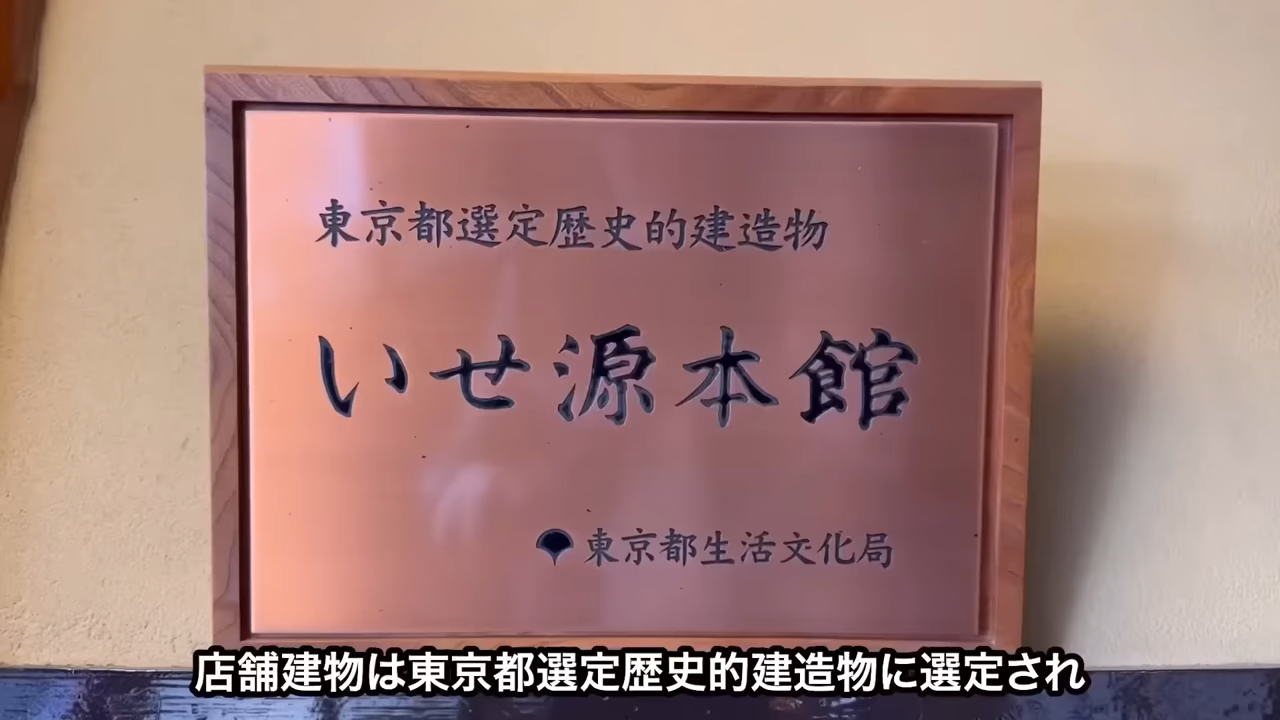 東京都選定歴史的建造物
いせ源本館
東京都生活文化局
店舗建物は東京都選定歴史的建造物に選定され